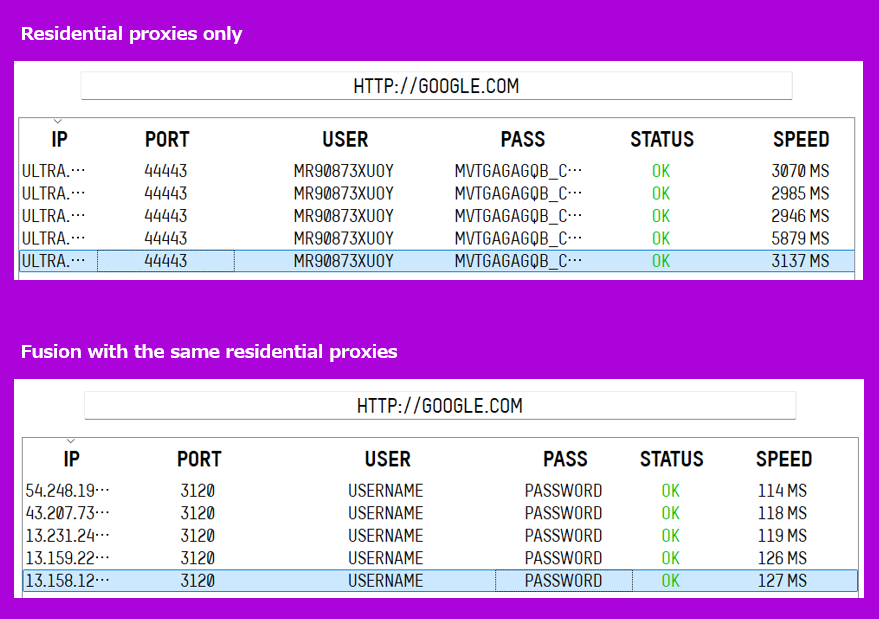 Residential proxies only
HTTP://GOOGLE.COM
IP PORT USER PASS STATUS SPEED
ULTRA.… 44443 MR90873XUOY MVTGAGAGQB_C… OK 3070 MS
ULTRA.… 44443 MR90873XUOY MVTGAGAGQB_C… OK 2985 MS
ULTRA.… 44443 MR90873XUOY MVTGAGAGQB_C… OK 2946 MS
ULTRA.… 44443 MR90873XUOY MVTGAGAGQB_C… OK 5879 MS
ULTRA.… 44443 MR90873XUOY MVTGAGAGQB_C… OK 3137 MS
Fusion with the same residential proxies
HTTP://GOOGLE.COM
IP PORT USER PASS STATUS SPEED
54.248.19… 3120 USERNAME PASSWORD OK 114 MS
43.207.73… 3120 USERNAME PASSWORD OK 118 MS
13.231.24… 3120 USERNAME PASSWORD OK 119 MS
13.159.22… 3120 USERNAME PASSWORD OK 126 MS
13.158.12… 3120 USERNAME PASSWORD OK 127 MS